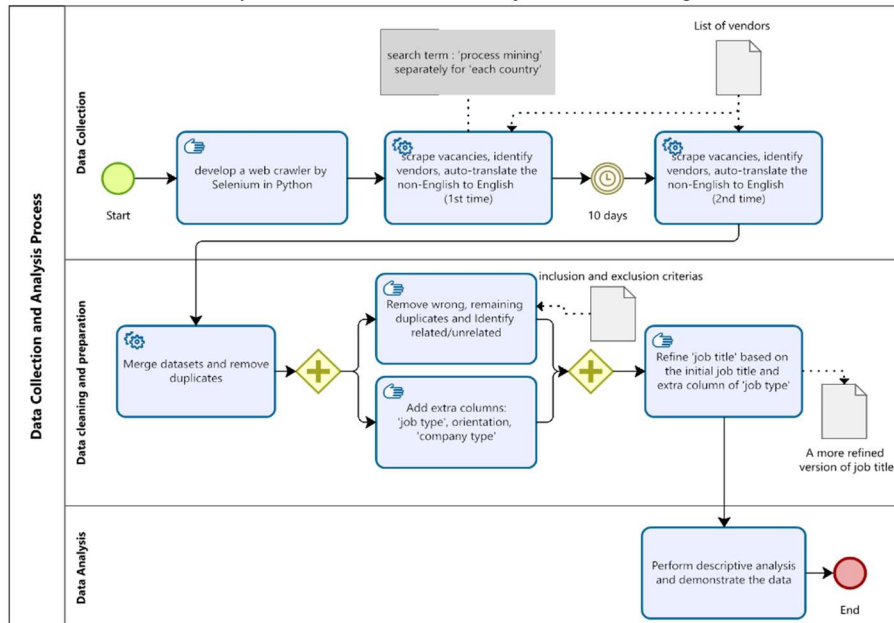 Data Collection and Analysis Process
Data Collection
search term : 'process mining'
separately for 'each country'
List of vendors
Start
develop a web crawler by
Selenium in Python
scrape vacancies, identify
vendors, auto-translate the
non-English to English
(1st time)
10 days
scrape vacancies, identify
vendors, auto-translate the
non-English to English
(2nd time)
Data cleaning and preparation
Merge datasets and remove
duplicates
Remove wrong, remaining
duplicates and Identify
related/unrelated
inclusion and exclusion criterias
Add extra columns:
'job type', orientation,
'company type'
Refine 'job title' based on
the initial job title and
extra column of 'job type'
A more refined
version of job title
Data Analysis
Perform descriptive analysis
and demonstrate the data
End